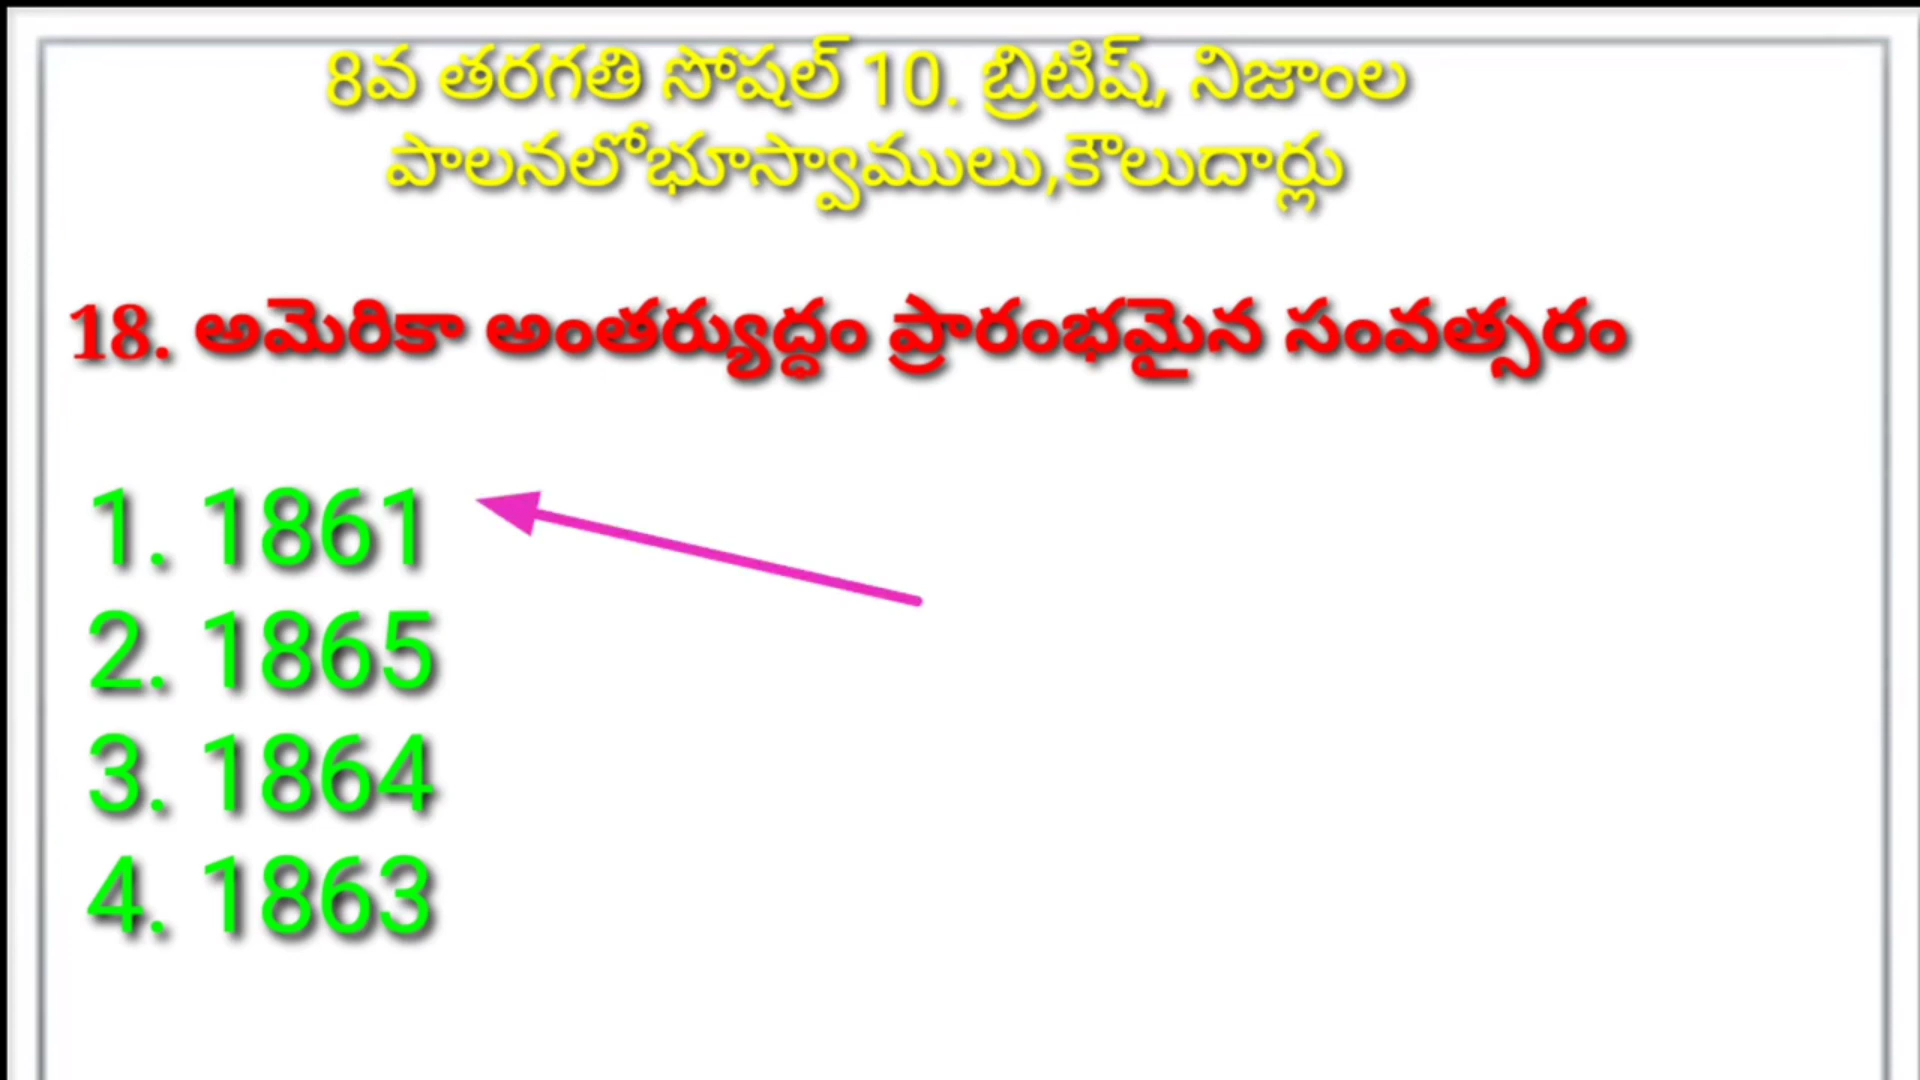 8వ తరగతి సోషల్ 10. బ్రిటిష్, నిజాంల
పాలనలోభూస్వాములు,కౌలుదార్లు
18. అమెరికా అంతర్యుద్ధం ప్రారంభమైన సంవత్సరం
1. 1861
2. 1865
3. 1864
4. 1863